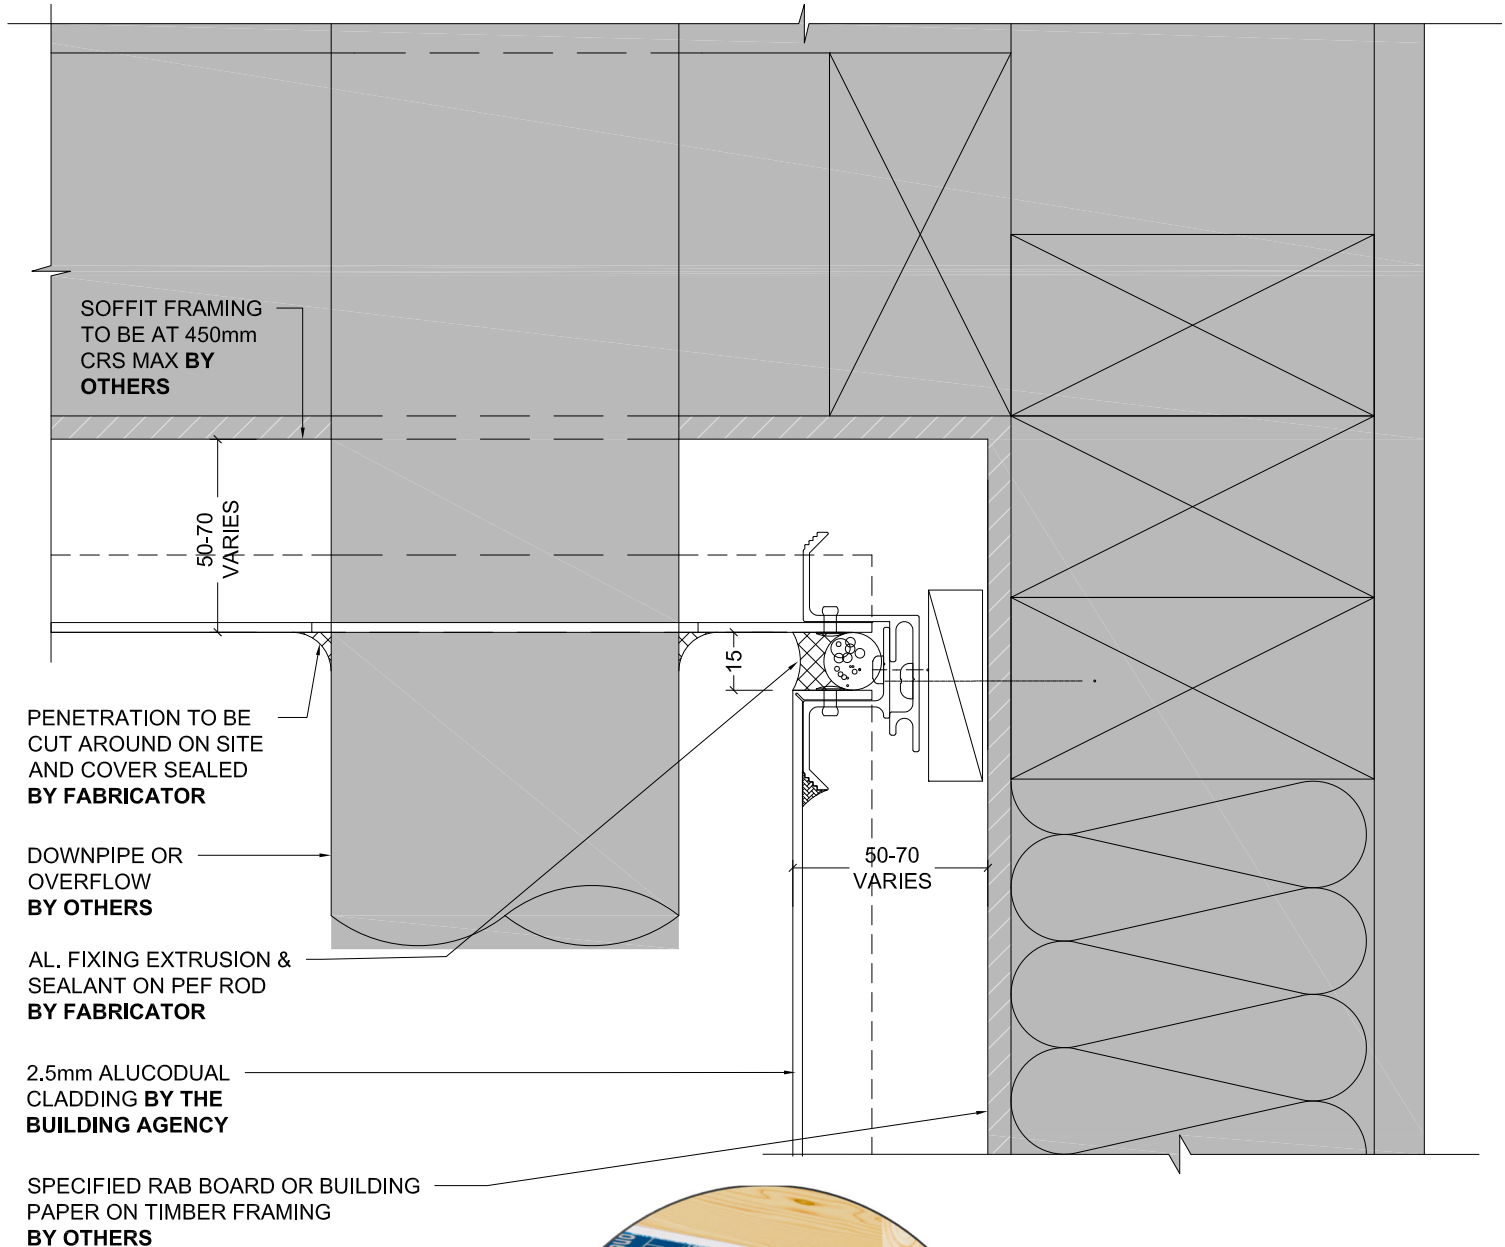 SOFFIT FRAMING
TO BE AT 450mm
CRS MAX BY
OTHERS
50-70
VARIES
15
PENETRATION TO BE
CUT AROUND ON SITE
AND COVER SEALED
BY FABRICATOR
DOWNPIPE OR
OVERFLOW
BY OTHERS
50-70
VARIES
AL. FIXING EXTRUSION &
SEALANT ON PEF ROD
BY FABRICATOR
2.5mm ALUCODUAL
CLADDING BY THE
BUILDING AGENCY
SPECIFIED RAB BOARD OR BUILDING
PAPER ON TIMBER FRAMING
BY OTHERS